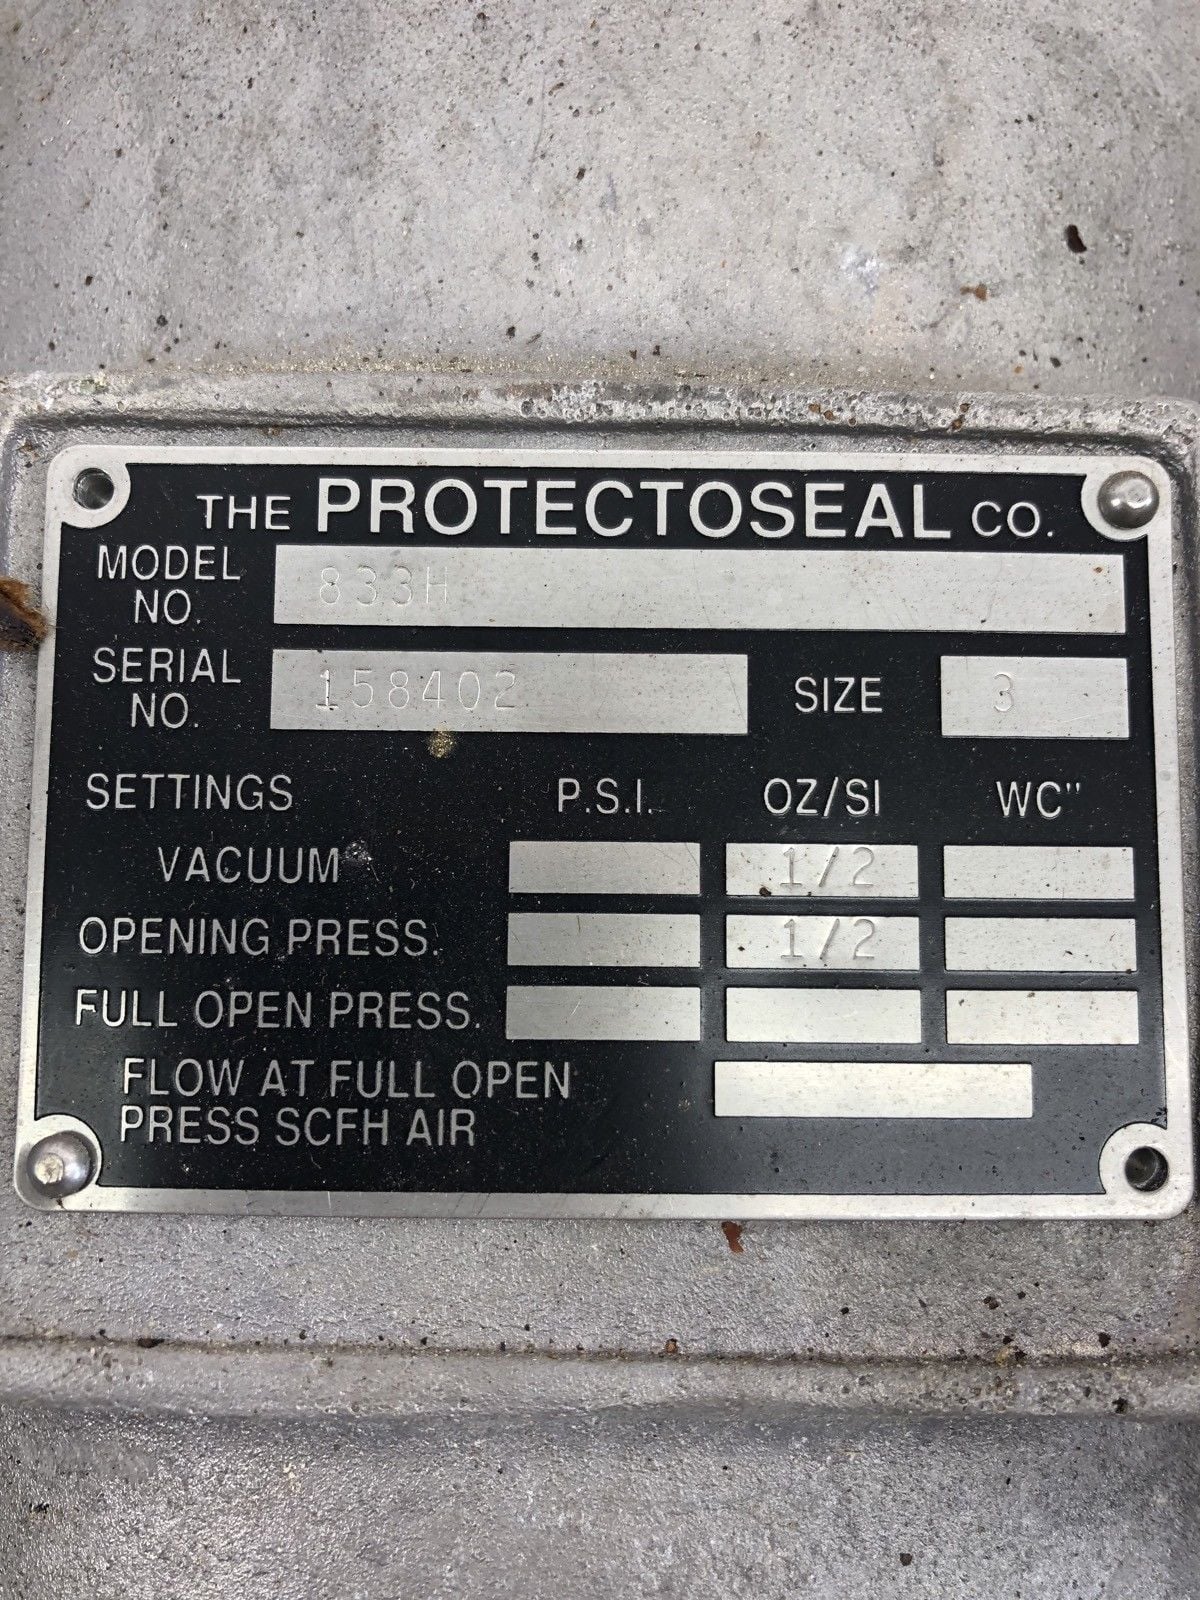 THE PROTECTOSEAL CO.
MODEL NO. 833H
SERIAL NO. 158402 SIZE 3
SETTINGS P.S.I. OZ/SI WC"
VACUUM 1/2
OPENING PRESS. 1/2
FULL OPEN PRESS.
FLOW AT FULL OPEN
PRESS SCFH AIR